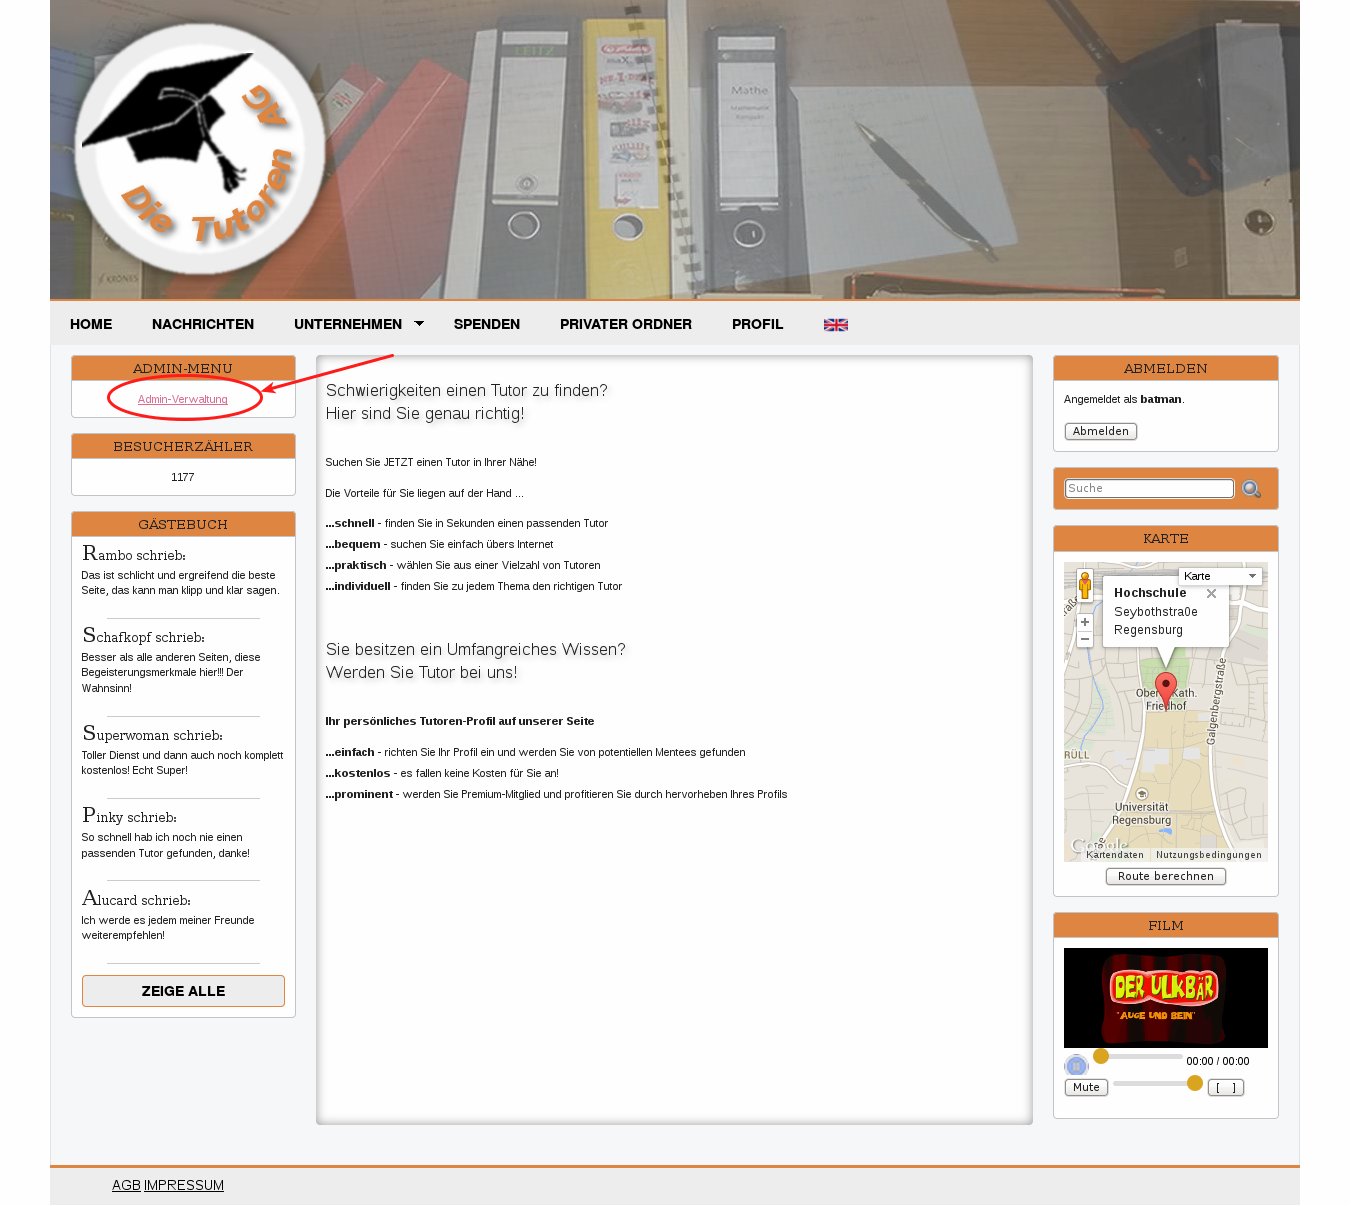 LEITZ
Mathe
Mathematik
KRONES
Die Tutoren AG
HOME NACHRICHTEN UNTERNEHMEN SPENDEN PRIVATER ORDNER PROFIL
ADMIN-MENU
Admin-Verwaltung
BESUCHERZÄHLER
1177
GÄSTEBUCH
Rambo schrieb:
Das ist schlicht und ergreifend die beste
Seite, das kann man klipp und klar sagen.
Schafkopf schrieb:
Besser als alle anderen Seiten, diese
Begeisterungsmerkmale hier!!! Der
Wahnsinn!
Superwoman schrieb:
Toller Dienst und dann auch noch komplett
kostenlos! Echt Super!
Pinky schrieb:
So schnell hab ich noch nie einen
passenden Tutor gefunden, danke!
Alucard schrieb:
Ich werde es jedem meiner Freunde
weiterempfehlen!
ZEIGE ALLE
Schwierigkeiten einen Tutor zu finden?
Hier sind Sie genau richtig!
Suchen Sie JETZT einen Tutor in Ihrer Nähe!
Die Vorteile für Sie liegen auf der Hand ...
...schnell - finden Sie in Sekunden einen passenden Tutor
...bequem - suchen Sie einfach übers Internet
...praktisch - wählen Sie aus einer Vielzahl von Tutoren
...individuell - finden Sie zu jedem Thema den richtigen Tutor
Sie besitzen ein Umfangreiches Wissen?
Werden Sie Tutor bei uns!
Ihr persönliches Tutoren-Profil auf unserer Seite
...einfach - richten Sie Ihr Profil ein und werden Sie von potentiellen Mentees gefunden
...kostenlos - es fallen keine Kosten für Sie an!
...prominent - werden Sie Premium-Mitglied und profitieren Sie durch hervorheben Ihres Profils
ABMELDEN
Angemeldet als batman.
Abmelden
Suche
KARTE
Karte
Hochschule
Seybothstraße
Regensburg
+
−
Ober Kath.
Friedhof
Galgenbergstraße
RÜLL
Universität
Regensburg
Google
Kartendaten Nutzungsbedingungen
Route berechnen
FILM
DER ULKBÄR
"AUGE UND BEIN"
00:00 / 00:00
Mute [ ]
AGB IMPRESSUM